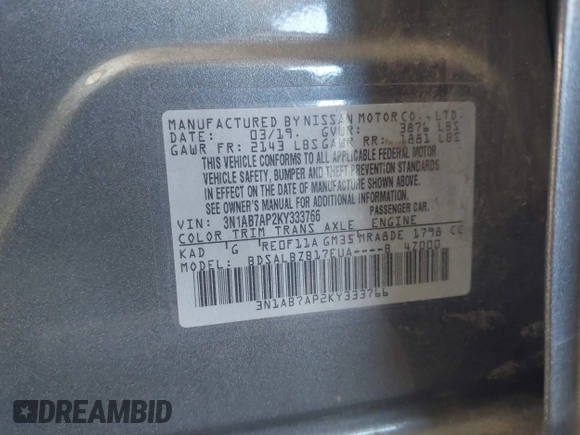 MANUFACTURED BY NISSAN MOTOR CO., LTD.
DATE: 03/19. GVWR: 3876 LBS
GAWR FR: 2143 LBS GAWR RR: 1881 LBS
THIS VEHICLE CONFORMS TO ALL APPLICABLE FEDERAL MOTOR
VEHICLE SAFETY, BUMPER AND THEFT PREVENTION STANDARDS
IN EFFECT ON THE DATE OF MANUFACTURE SHOWN ABOVE.
SEE OWNER'S MANUAL FOR ADDITIONAL INFORMATION.
VIN: 3N1AB7AP2KY333766 PASSENGER CAR.
COLOR TRIM TRANS AXLE ENGINE
KAD G RE0F11A GM35 MRA8DE 1798 CC
MODEL: BDSALBZB17EUA----B 4Z000
3N1AB7AP2KY333766
DREAMBID